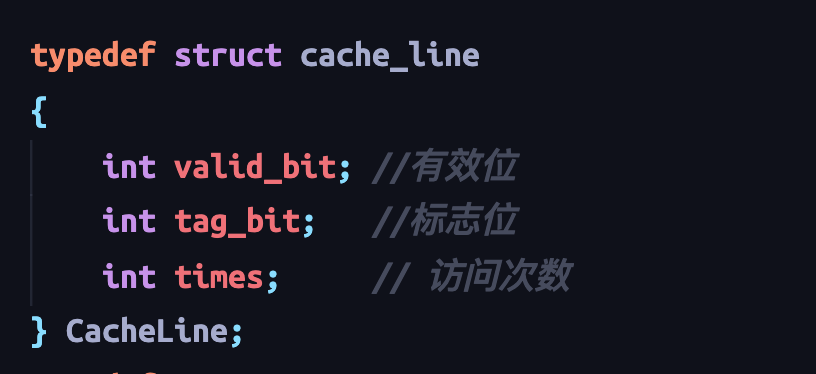 typedef struct cache_line
{
int valid_bit; //有效位
int tag_bit; //标志位
int times; // 访问次数
} CacheLine;